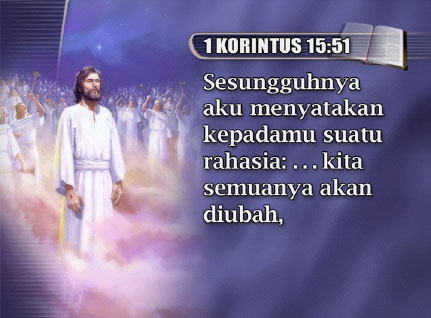 1 KORINTUS 15:51
Sesungguhnya
aku menyatakan
kepadamu suatu
rahasia: . . . kita
semuanya akan
diubah,